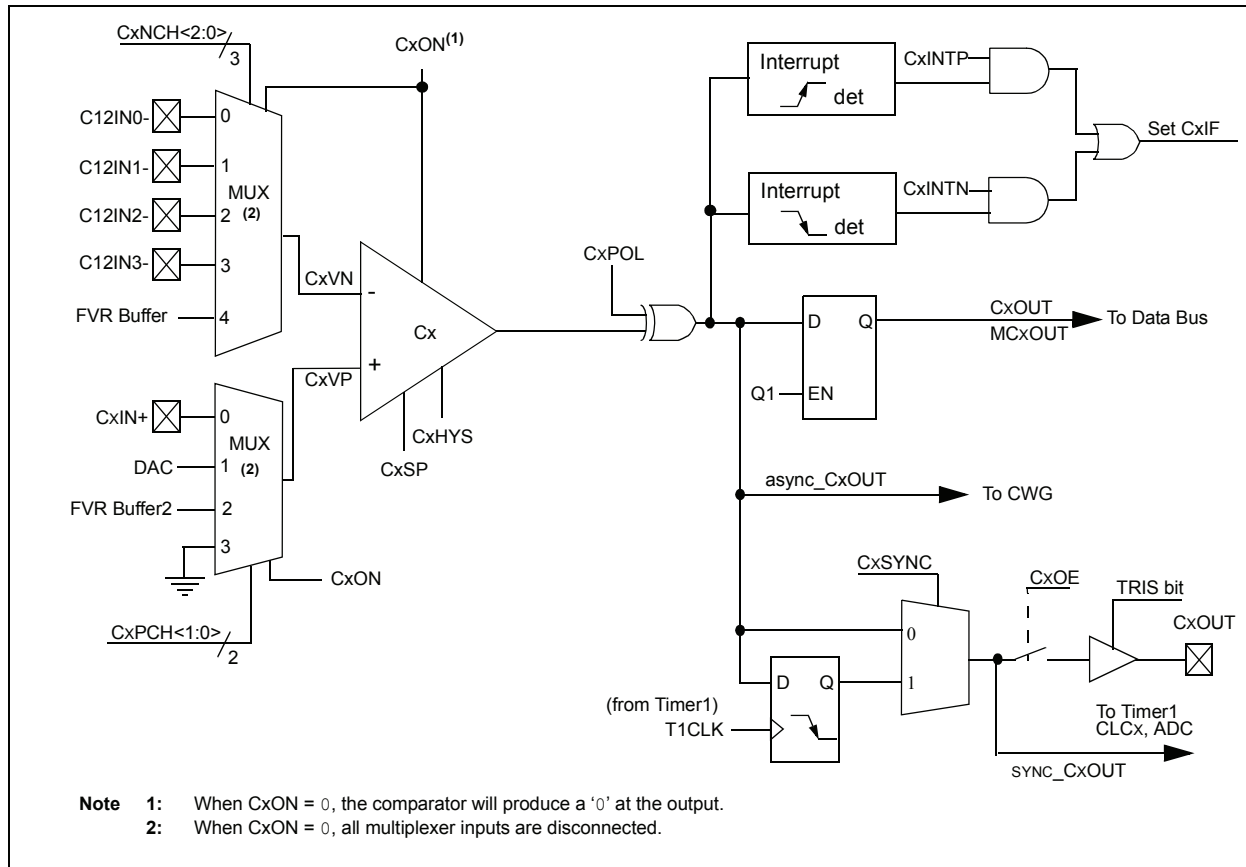 CxNCH<2:0>
3
CxON(1)
C12IN0-
0
C12IN1-
1
MUX
(2)
C12IN2-
2
C12IN3-
3
FVR Buffer
4
CxVN
-
Cx
+
CxVP
CxHYS
CxSP
CxIN+
0
MUX
(2)
DAC
1
FVR Buffer2
2
3
CxON
CxPCH<1:0>
2
CxPOL
Interrupt
det
CxINTP
Interrupt
det
CxINTN
Set CxIF
D
Q
Q1
EN
CxOUT
MCxOUT
To Data Bus
async_CxOUT
To CWG
CxSYNC
0
1
D
Q
(from Timer1)
T1CLK
CxOE
TRIS bit
CxOUT
To Timer1
CLCx, ADC
SYNC_CxOUT
Note 1: When CxON = 0, the comparator will produce a ‘0’ at the output.
2: When CxON = 0, all multiplexer inputs are disconnected.